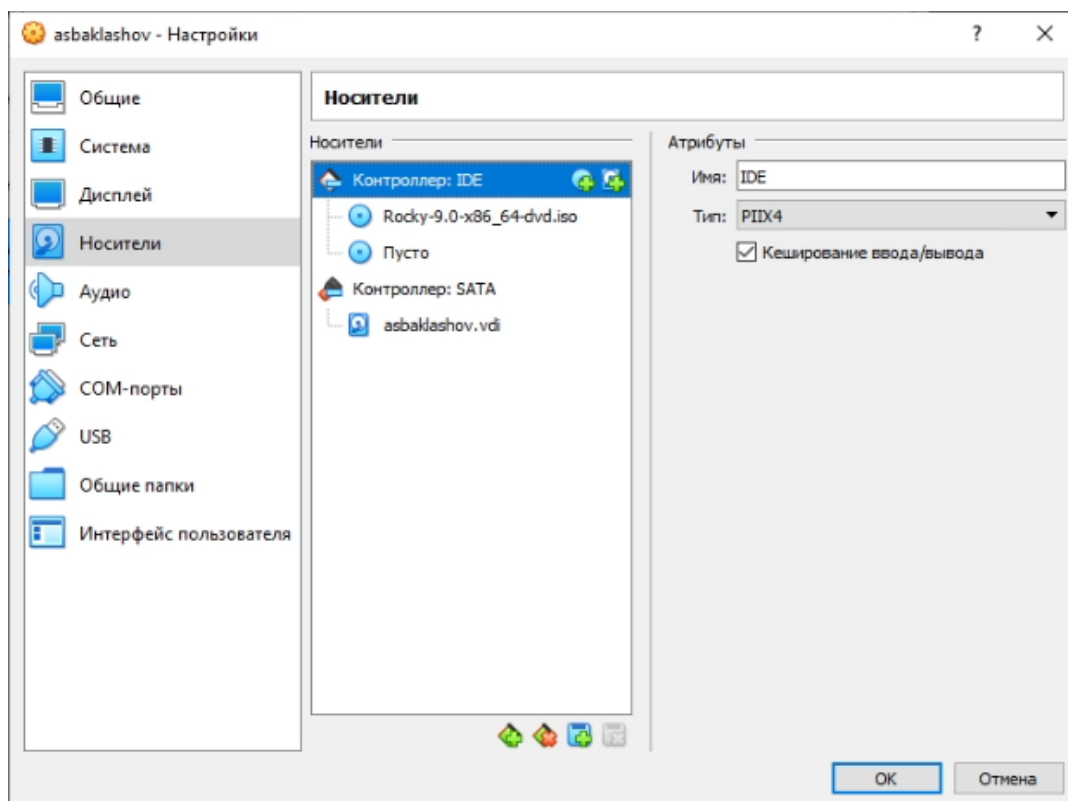 asbaklashov - Настройки
?
Общие
Система
Дисплей
Носители
Аудио
Сеть
COM-порты
USB
Общие папки
Интерфейс пользователя
Носители
Носители
Контроллер: IDE
Rocky-9.0-x86_64-dvd.iso
Пусто
Контроллер: SATA
asbaklashov.vdi
Атрибуты
Имя: IDE
Тип: PIIX4
Кеширование ввода/вывода
OK
Отмена